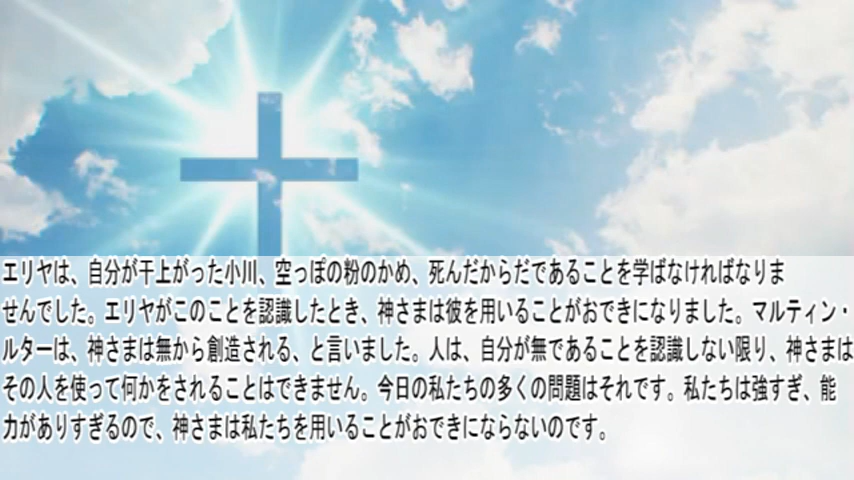 エリヤは、自分が干上がった小川、空っぽの粉のかめ、死んだからだであることを学ばなければなりま
せんでした。エリヤがこのことを認識したとき、神さまは彼を用いることがおできになりました。マルティン・
ルターは、神さまは無から創造される、と言いました。人は、自分が無であることを認識しない限り、神さまは
その人を使って何かをされることはできません。今日の私たちの多くの問題はそれです。私たちは強すぎ、能
力がありすぎるので、神さまは私たちを用いることがおできにならないのです。